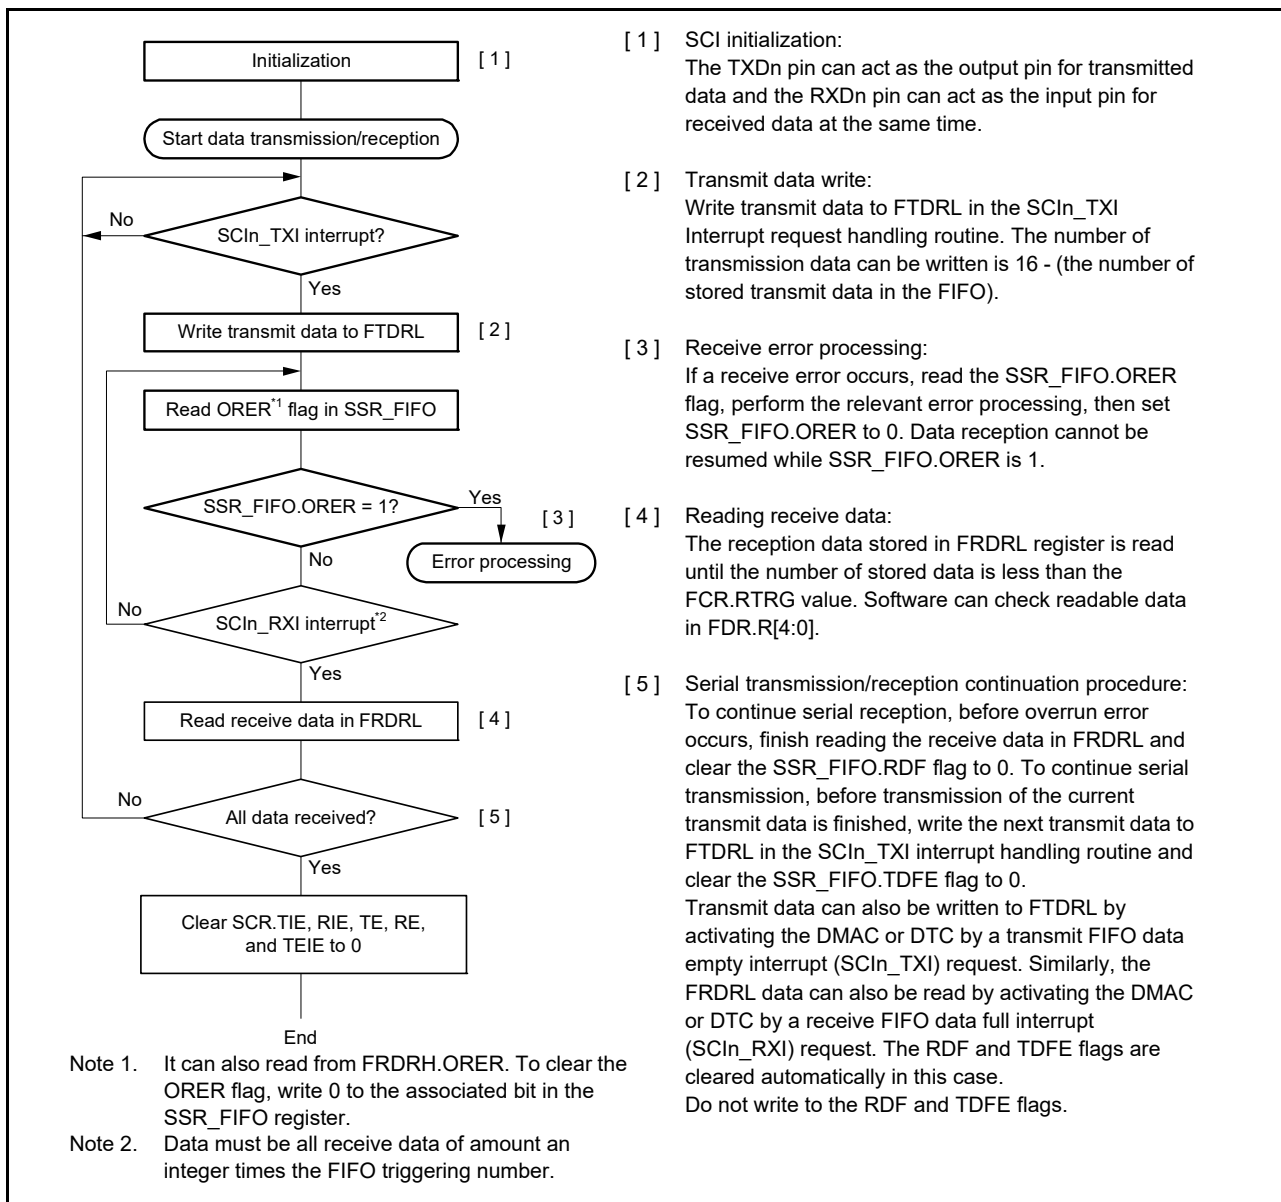 Initialization
[ 1 ]
Start data transmission/reception
No
SCIn_TXI interrupt?
Yes
Write transmit data to FTDRL
[ 2 ]
Read ORER*1 flag in SSR_FIFO
SSR_FIFO.ORER = 1?
Yes
[ 3 ]
Error processing
No
No
SCIn_RXI interrupt*2
Yes
Read receive data in FRDRL
[ 4 ]
No
All data received?
[ 5 ]
Yes
Clear SCR.TIE, RIE, TE, RE,
and TEIE to 0
End
Note 1. It can also read from FRDRH.ORER. To clear the
ORER flag, write 0 to the associated bit in the
SSR_FIFO register.
Note 2. Data must be all receive data of amount an
integer times the FIFO triggering number.
[ 1 ] SCI initialization:
The TXDn pin can act as the output pin for transmitted
data and the RXDn pin can act as the input pin for
received data at the same time.
[ 2 ] Transmit data write:
Write transmit data to FTDRL in the SCIn_TXI
Interrupt request handling routine. The number of
transmission data can be written is 16 - (the number of
stored transmit data in the FIFO).
[ 3 ] Receive error processing:
If a receive error occurs, read the SSR_FIFO.ORER
flag, perform the relevant error processing, then set
SSR_FIFO.ORER to 0. Data reception cannot be
resumed while SSR_FIFO.ORER is 1.
[ 4 ] Reading receive data:
The reception data stored in FRDRL register is read
until the number of stored data is less than the
FCR.RTRG value. Software can check readable data
in FDR.R[4:0].
[ 5 ] Serial transmission/reception continuation procedure:
To continue serial reception, before overrun error
occurs, finish reading the receive data in FRDRL and
clear the SSR_FIFO.RDF flag to 0. To continue serial
transmission, before transmission of the current
transmit data is finished, write the next transmit data to
FTDRL in the SCIn_TXI interrupt handling routine and
clear the SSR_FIFO.TDFE flag to 0.
Transmit data can also be written to FTDRL by
activating the DMAC or DTC by a transmit FIFO data
empty interrupt (SCIn_TXI) request. Similarly, the
FRDRL data can also be read by activating the DMAC
or DTC by a receive FIFO data full interrupt
(SCIn_RXI) request. The RDF and TDFE flags are
cleared automatically in this case.
Do not write to the RDF and TDFE flags.